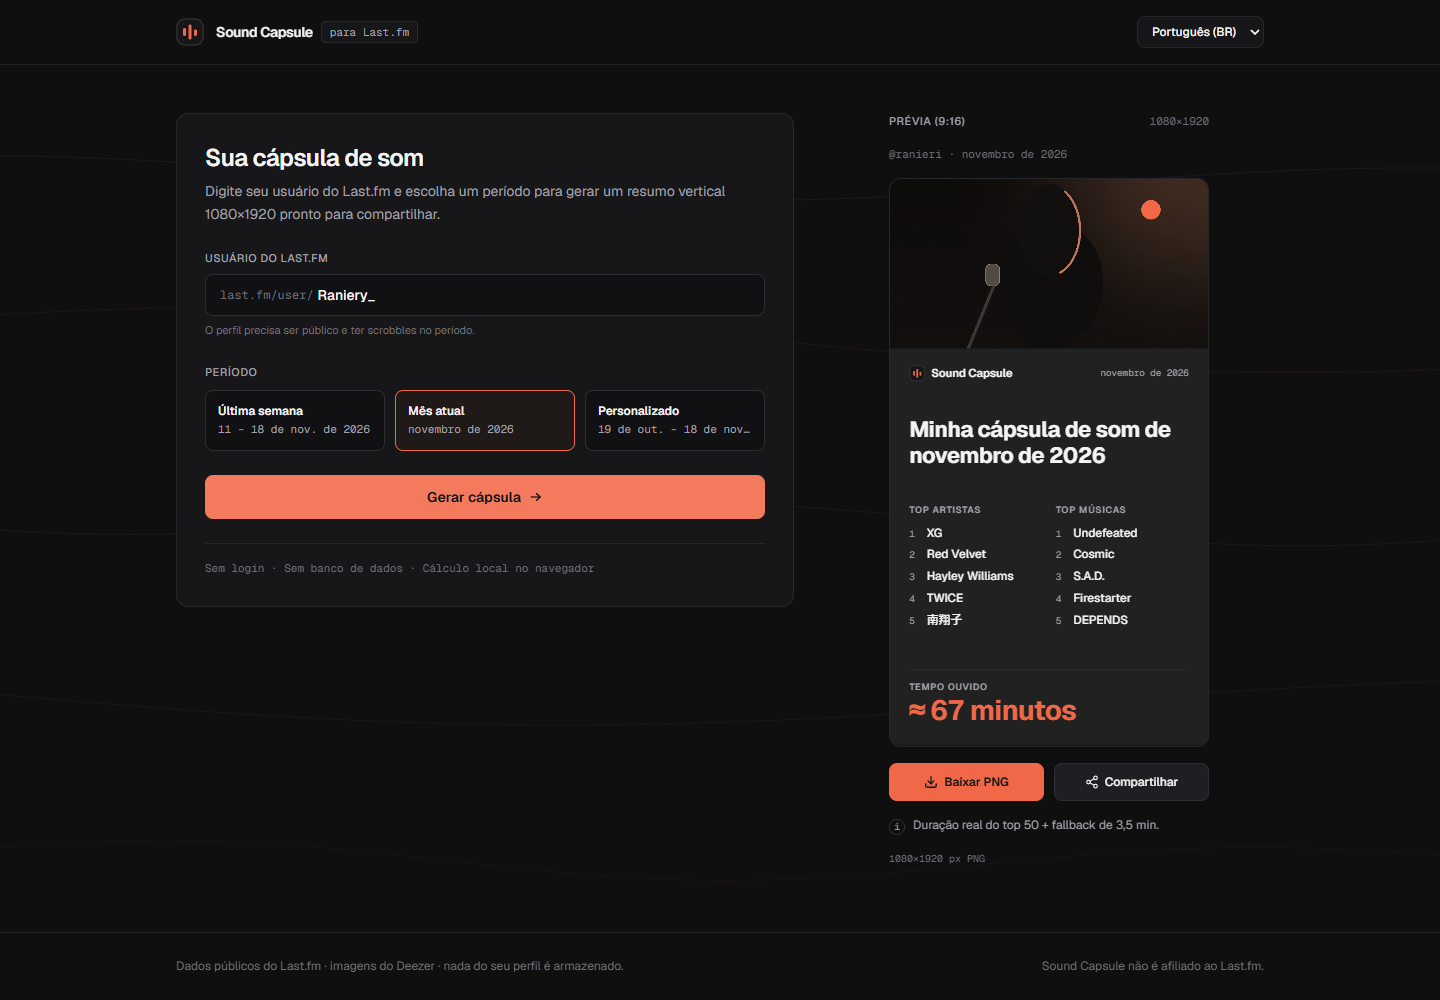 Sound Capsule para Last.fm
Português (BR)
Sua cápsula de som
Digite seu usuário do Last.fm e escolha um período para gerar um resumo vertical
1080×1920 pronto para compartilhar.
USUÁRIO DO LAST.FM
last.fm/user/ Raniery_
O perfil precisa ser público e ter scrobbles no período.
PERÍODO
Última semana
11 – 18 de nov. de 2026
Mês atual
novembro de 2026
Personalizado
19 de out. – 18 de nov…
Gerar cápsula →
Sem login · Sem banco de dados · Cálculo local no navegador
PRÉVIA (9:16)
1080×1920
@ranieri · novembro de 2026
Sound Capsule
novembro de 2026
Minha cápsula de som de
novembro de 2026
TOP ARTISTAS
1 XG
2 Red Velvet
3 Hayley Williams
4 TWICE
5 南翔子
TOP MÚSICAS
1 Undefeated
2 Cosmic
3 S.A.D.
4 Firestarter
5 DEPENDS
TEMPO OUVIDO
≈ 67 minutos
Baixar PNG
Compartilhar
i Duração real do top 50 + fallback de 3,5 min.
1080×1920 px PNG
Dados públicos do Last.fm · imagens do Deezer · nada do seu perfil é armazenado.
Sound Capsule não é afiliado ao Last.fm.